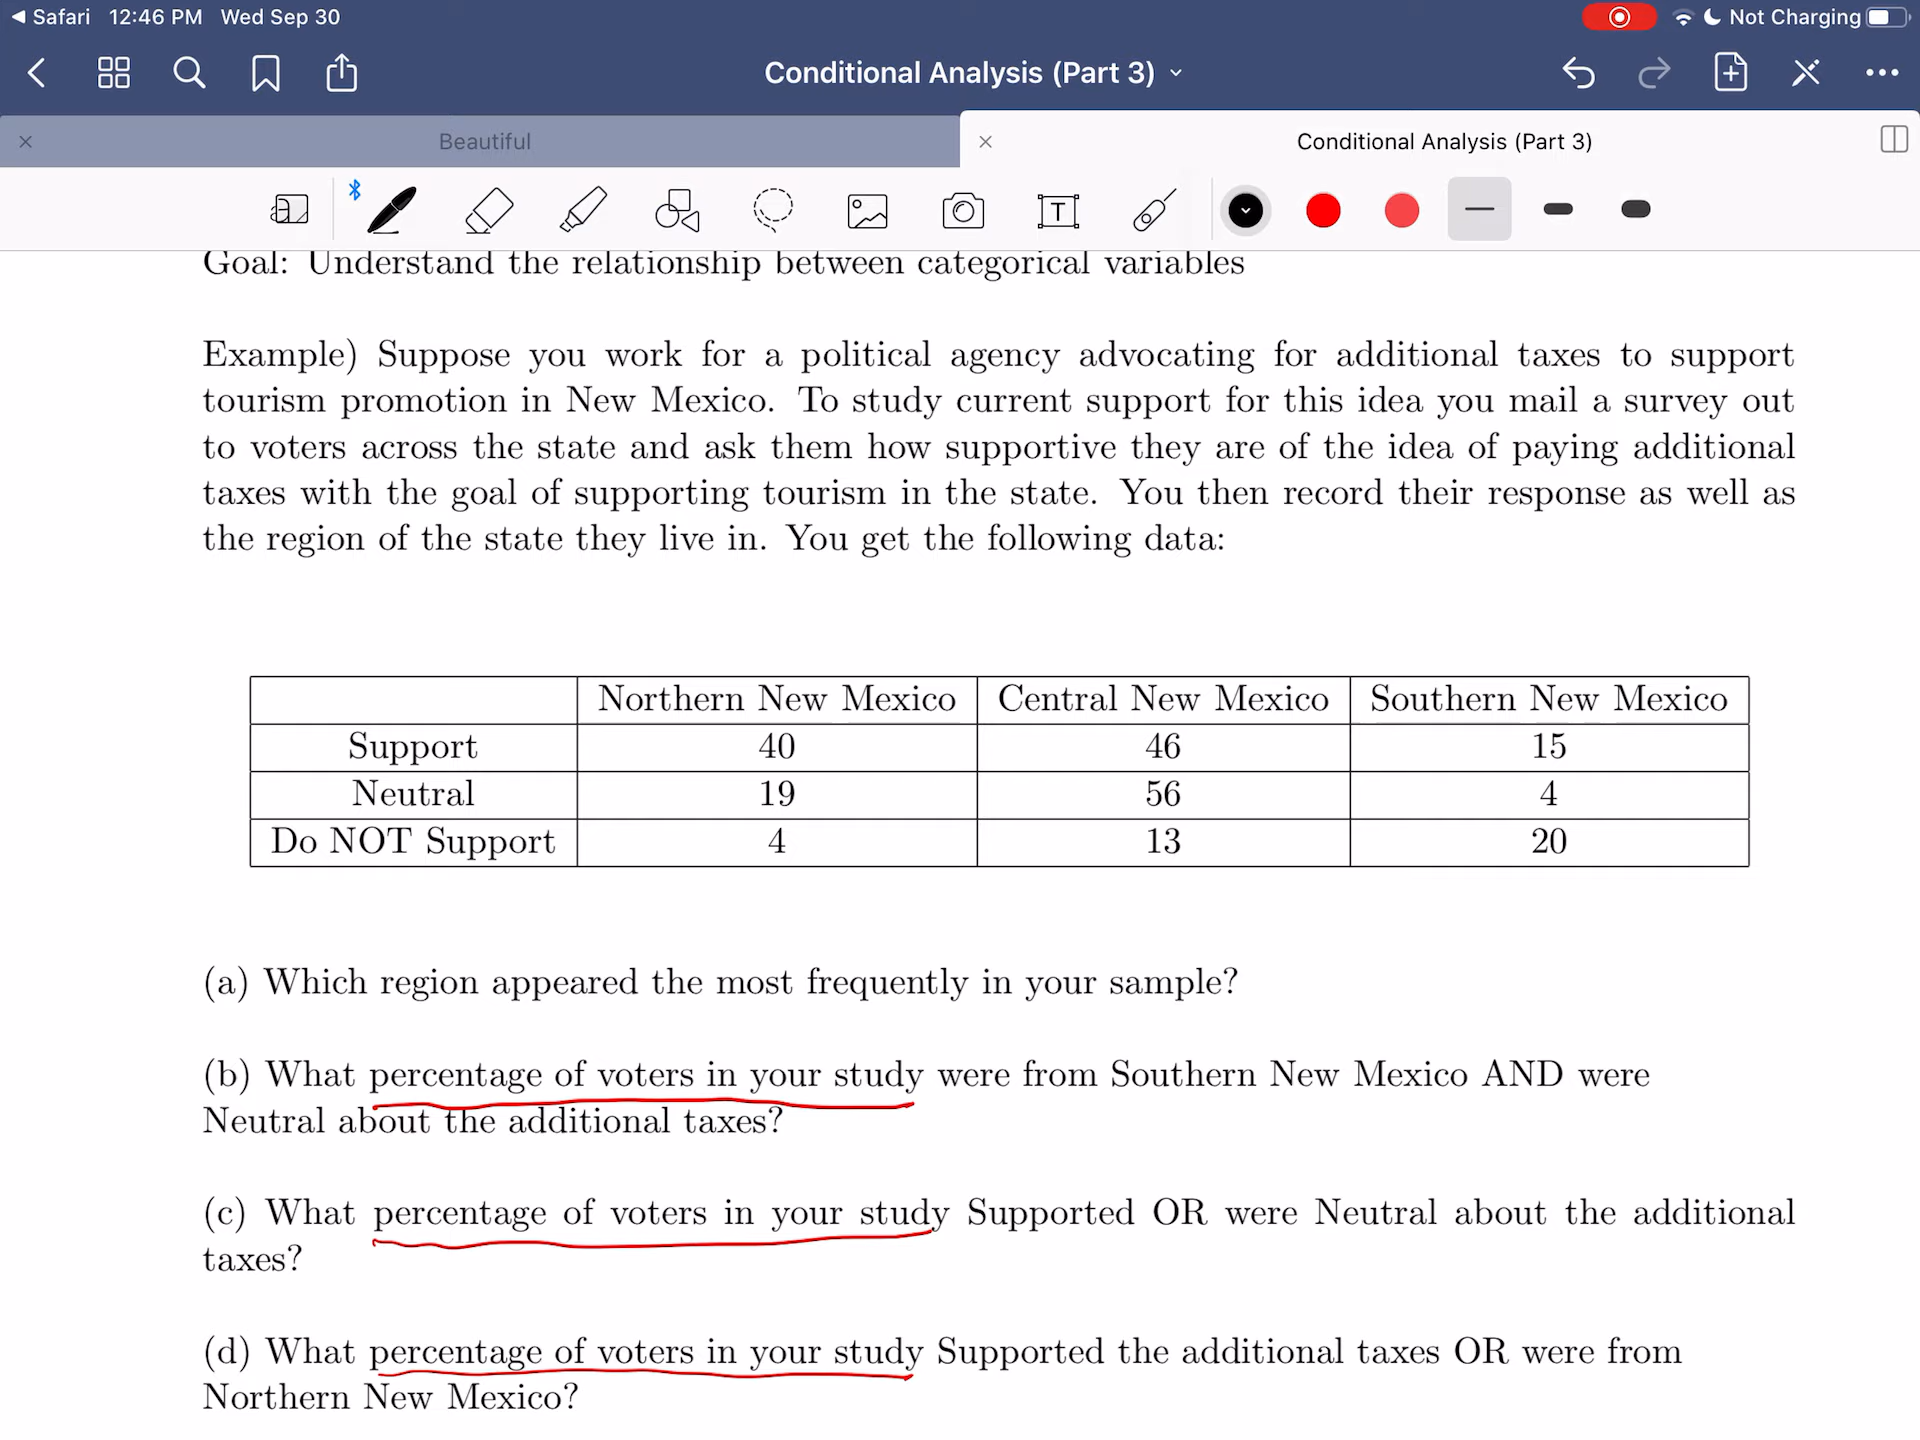 Safari 12:46 PM Wed Sep 30 Not Charging
Conditional Analysis (Part 3)
Beautiful Conditional Analysis (Part 3)
a T
Goal: Understand the relationship between categorical variables
Example) Suppose you work for a political agency advocating for additional taxes to support
tourism promotion in New Mexico. To study current support for this idea you mail a survey out
to voters across the state and ask them how supportive they are of the idea of paying additional
taxes with the goal of supporting tourism in the state. You then record their response as well as
the region of the state they live in. You get the following data:
Northern New Mexico Central New Mexico Southern New Mexico
Support 40 46 15
Neutral 19 56 4
Do NOT Support 4 13 20
(a) Which region appeared the most frequently in your sample?
(b) What percentage of voters in your study were from Southern New Mexico AND were
Neutral about the additional taxes?
(c) What percentage of voters in your study Supported OR were Neutral about the additional
taxes?
(d) What percentage of voters in your study Supported the additional taxes OR were from
Northern New Mexico?